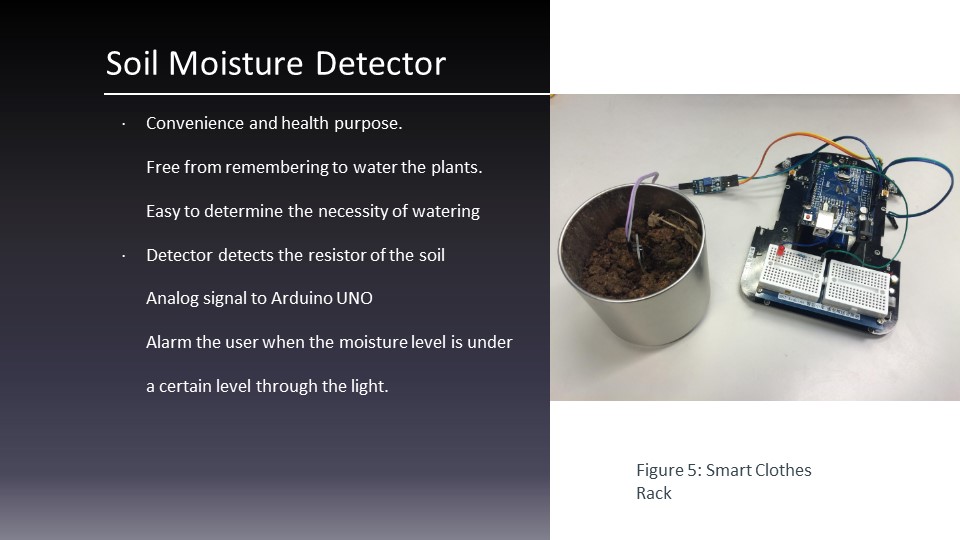 Soil Moisture Detector
· Convenience and health purpose.
Free from remembering to water the plants.
Easy to determine the necessity of watering
· Detector detects the resistor of the soil
Analog signal to Arduino UNO
Alarm the user when the moisture level is under
a certain level through the light.
Figure 5: Smart Clothes
Rack